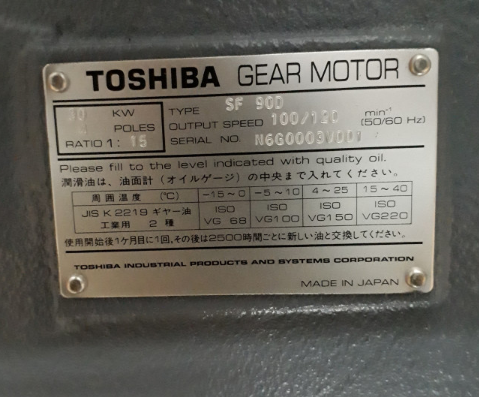 TOSHIBA GEAR MOTOR
KW TYPE SF 90D
POLES OUTPUT SPEED 100/120 min⁻¹ (50/60 Hz)
RATIO 1: 15 SERIAL NO.
Please fill to the level indicated with quality oil.
潤滑油は、油面計(オイルゲージ)の中央まで入れてください。
周囲温度 (℃) -15~0 -5~10 4~25 15~40
JIS K 2219 ギヤー油 ISO ISO ISO ISO
工業用 2種 VG 68 VG100 VG150 VG220
使用開始後1ケ月目に1回、その後は2500時間ごとに新しい油と交換してください。
TOSHIBA INDUSTRIAL PRODUCTS AND SYSTEMS CORPORATION
MADE IN JAPAN